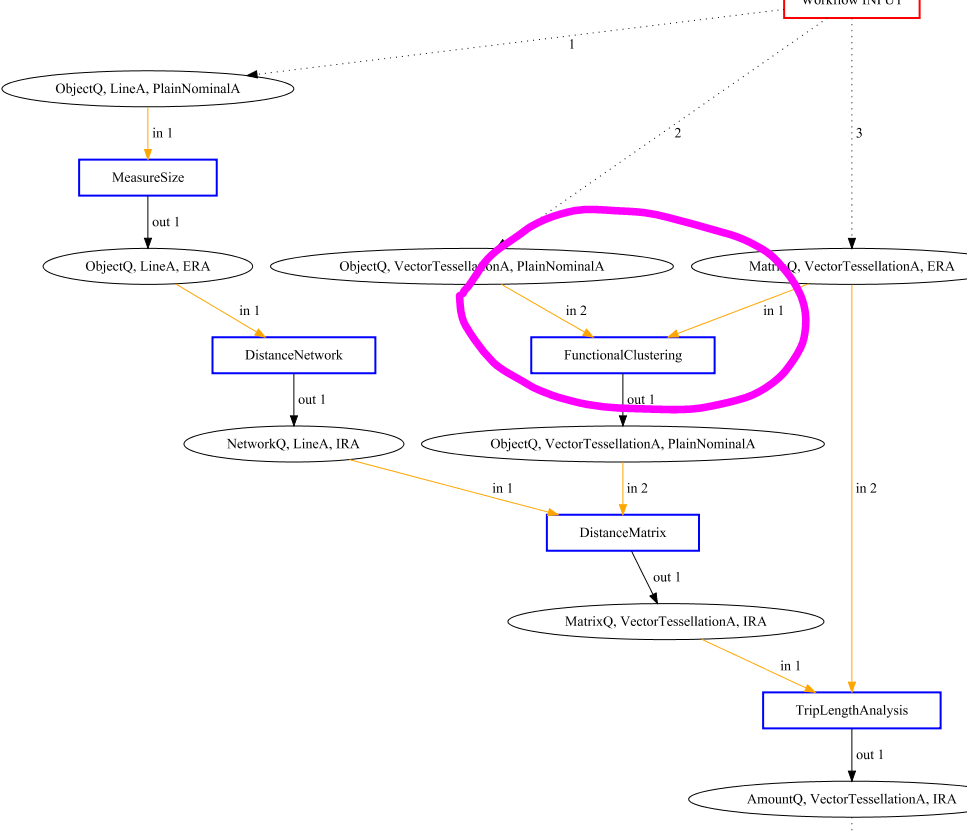 Workflow INPUT
1
2
3
ObjectQ, LineA, PlainNominalA
in 1
MeasureSize
out 1
ObjectQ, LineA, ERA
ObjectQ, VectorTessellationA, PlainNominalA
MatrixQ, VectorTessellationA, ERA
in 1
in 2
in 1
DistanceNetwork
FunctionalClustering
out 1
out 1
NetworkQ, LineA, IRA
ObjectQ, VectorTessellationA, PlainNominalA
in 1
in 2
in 2
DistanceMatrix
out 1
MatrixQ, VectorTessellationA, IRA
in 1
TripLengthAnalysis
out 1
AmountQ, VectorTessellationA, IRA